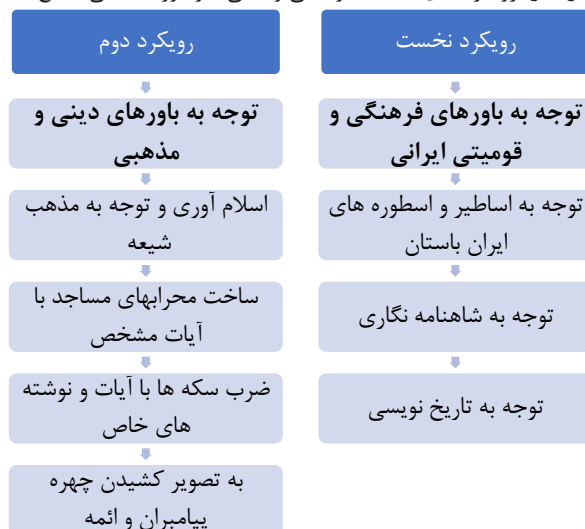 رویکرد نخست
توجه به باورهای فرهنگی و
قومیتی ایرانی
توجه به اساطیر و اسطوره های
ایران باستان
توجه به شاهنامه نگاری
توجه به تاریخ نویسی
رویکرد دوم
توجه به باورهای دینی و
مذهبی
اسلام آوری و توجه به مذهب
شیعه
ساخت محرابهای مساجد با
آیات مشخص
ضرب سکه ها با آیات و نوشته
های خاص
به تصویر کشیدن چهره
پیامبران و ائمه